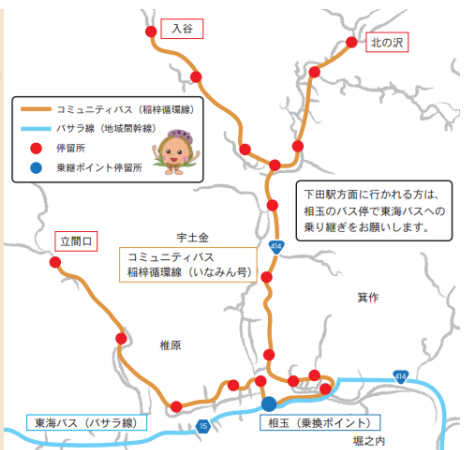 入谷
北の沢
コミュニティバス（稲梓循環線）
バサラ線（地域間幹線）
停留所
乗継ポイント停留所
下田駅方面に行かれる方は、
相玉のバス停で東海バスへの
乗り継ぎをお願いします。
立間口
宇土金
414
コミュニティバス
稲梓循環線（いなみん号）
箕作
椎原
414
東海バス（バサラ線）
15
相玉（乗換ポイント）
堀之内